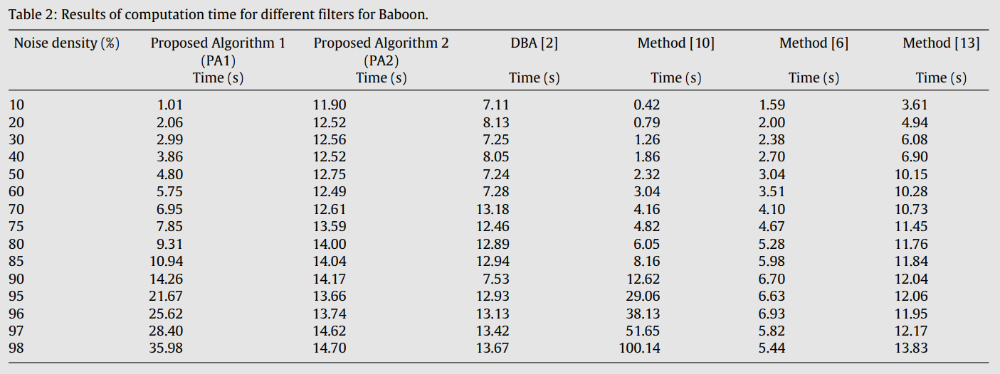 Table 2: Results of computation time for different filters for Baboon.
Noise density (%) Proposed Algorithm 1 Proposed Algorithm 2 DBA [2] Method [10] Method [6] Method [13]
(PA1) (PA2)
Time (s) Time (s) Time (s) Time (s) Time (s) Time (s)
10 1.01 11.90 7.11 0.42 1.59 3.61
20 2.06 12.52 8.13 0.79 2.00 4.94
30 2.99 12.56 7.25 1.26 2.38 6.08
40 3.86 12.52 8.05 1.86 2.70 6.90
50 4.80 12.75 7.24 2.32 3.04 10.15
60 5.75 12.49 7.28 3.04 3.51 10.28
70 6.95 12.61 13.18 4.16 4.10 10.73
75 7.85 13.59 12.46 4.82 4.67 11.45
80 9.31 14.00 12.89 6.05 5.28 11.76
85 10.94 14.04 12.94 8.16 5.98 11.84
90 14.26 14.17 7.53 12.62 6.70 12.04
95 21.67 13.66 12.93 29.06 6.63 12.06
96 25.62 13.74 13.13 38.13 6.93 11.95
97 28.40 14.62 13.42 51.65 5.82 12.17
98 35.98 14.70 13.67 100.14 5.44 13.83